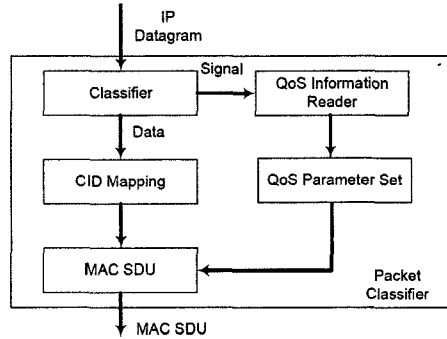 IP
Datagram
Signal
Classifier
QoS Information
Reader
Data
CID Mapping
QoS Parameter Set
MAC SDU
Packet
Classifier
MAC SDU